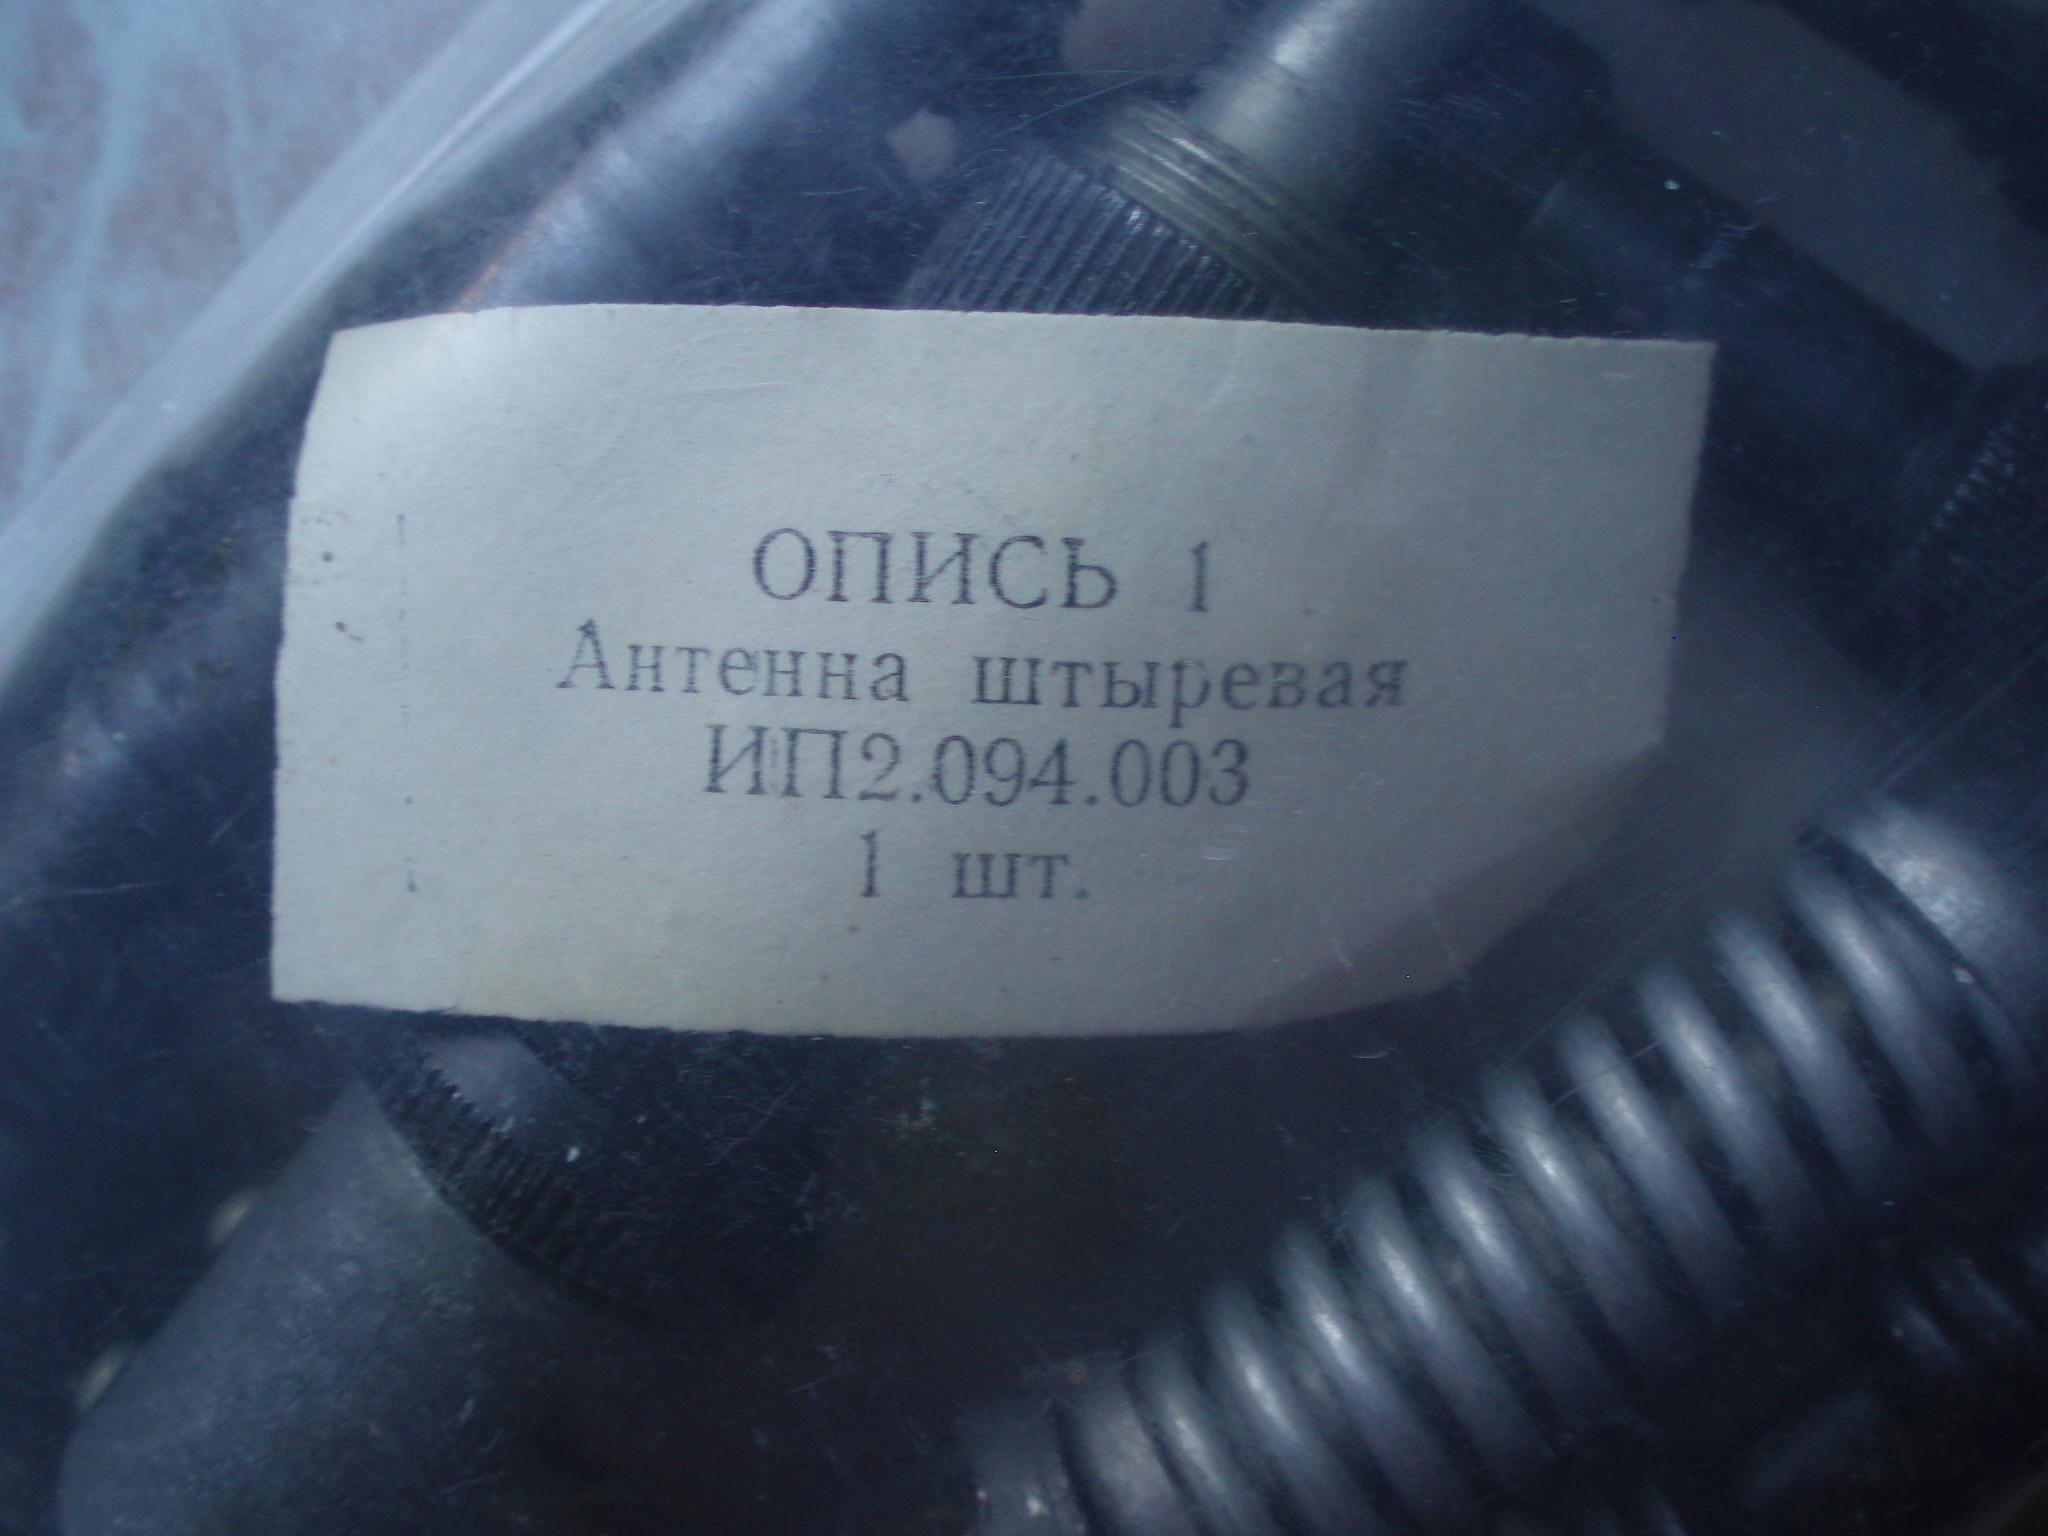 ОПИСЬ 1
Антенна штыревая
ИП2.094.003
1 шт.